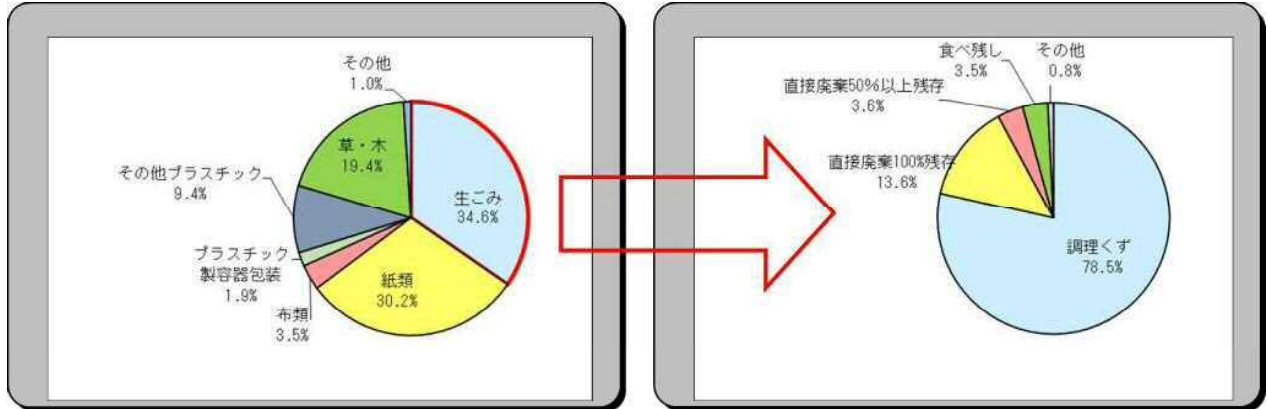 その他
1.0%
草・木
19.4%
その他プラスチック
9.4%
生ごみ
34.6%
プラスチック
製容器包装
1.9%
紙類
30.2%
布類
3.5%
食べ残し
3.5%
その他
0.8%
直接廃棄50%以上残存
3.6%
直接廃棄100%残存
13.6%
調理くず
78.5%